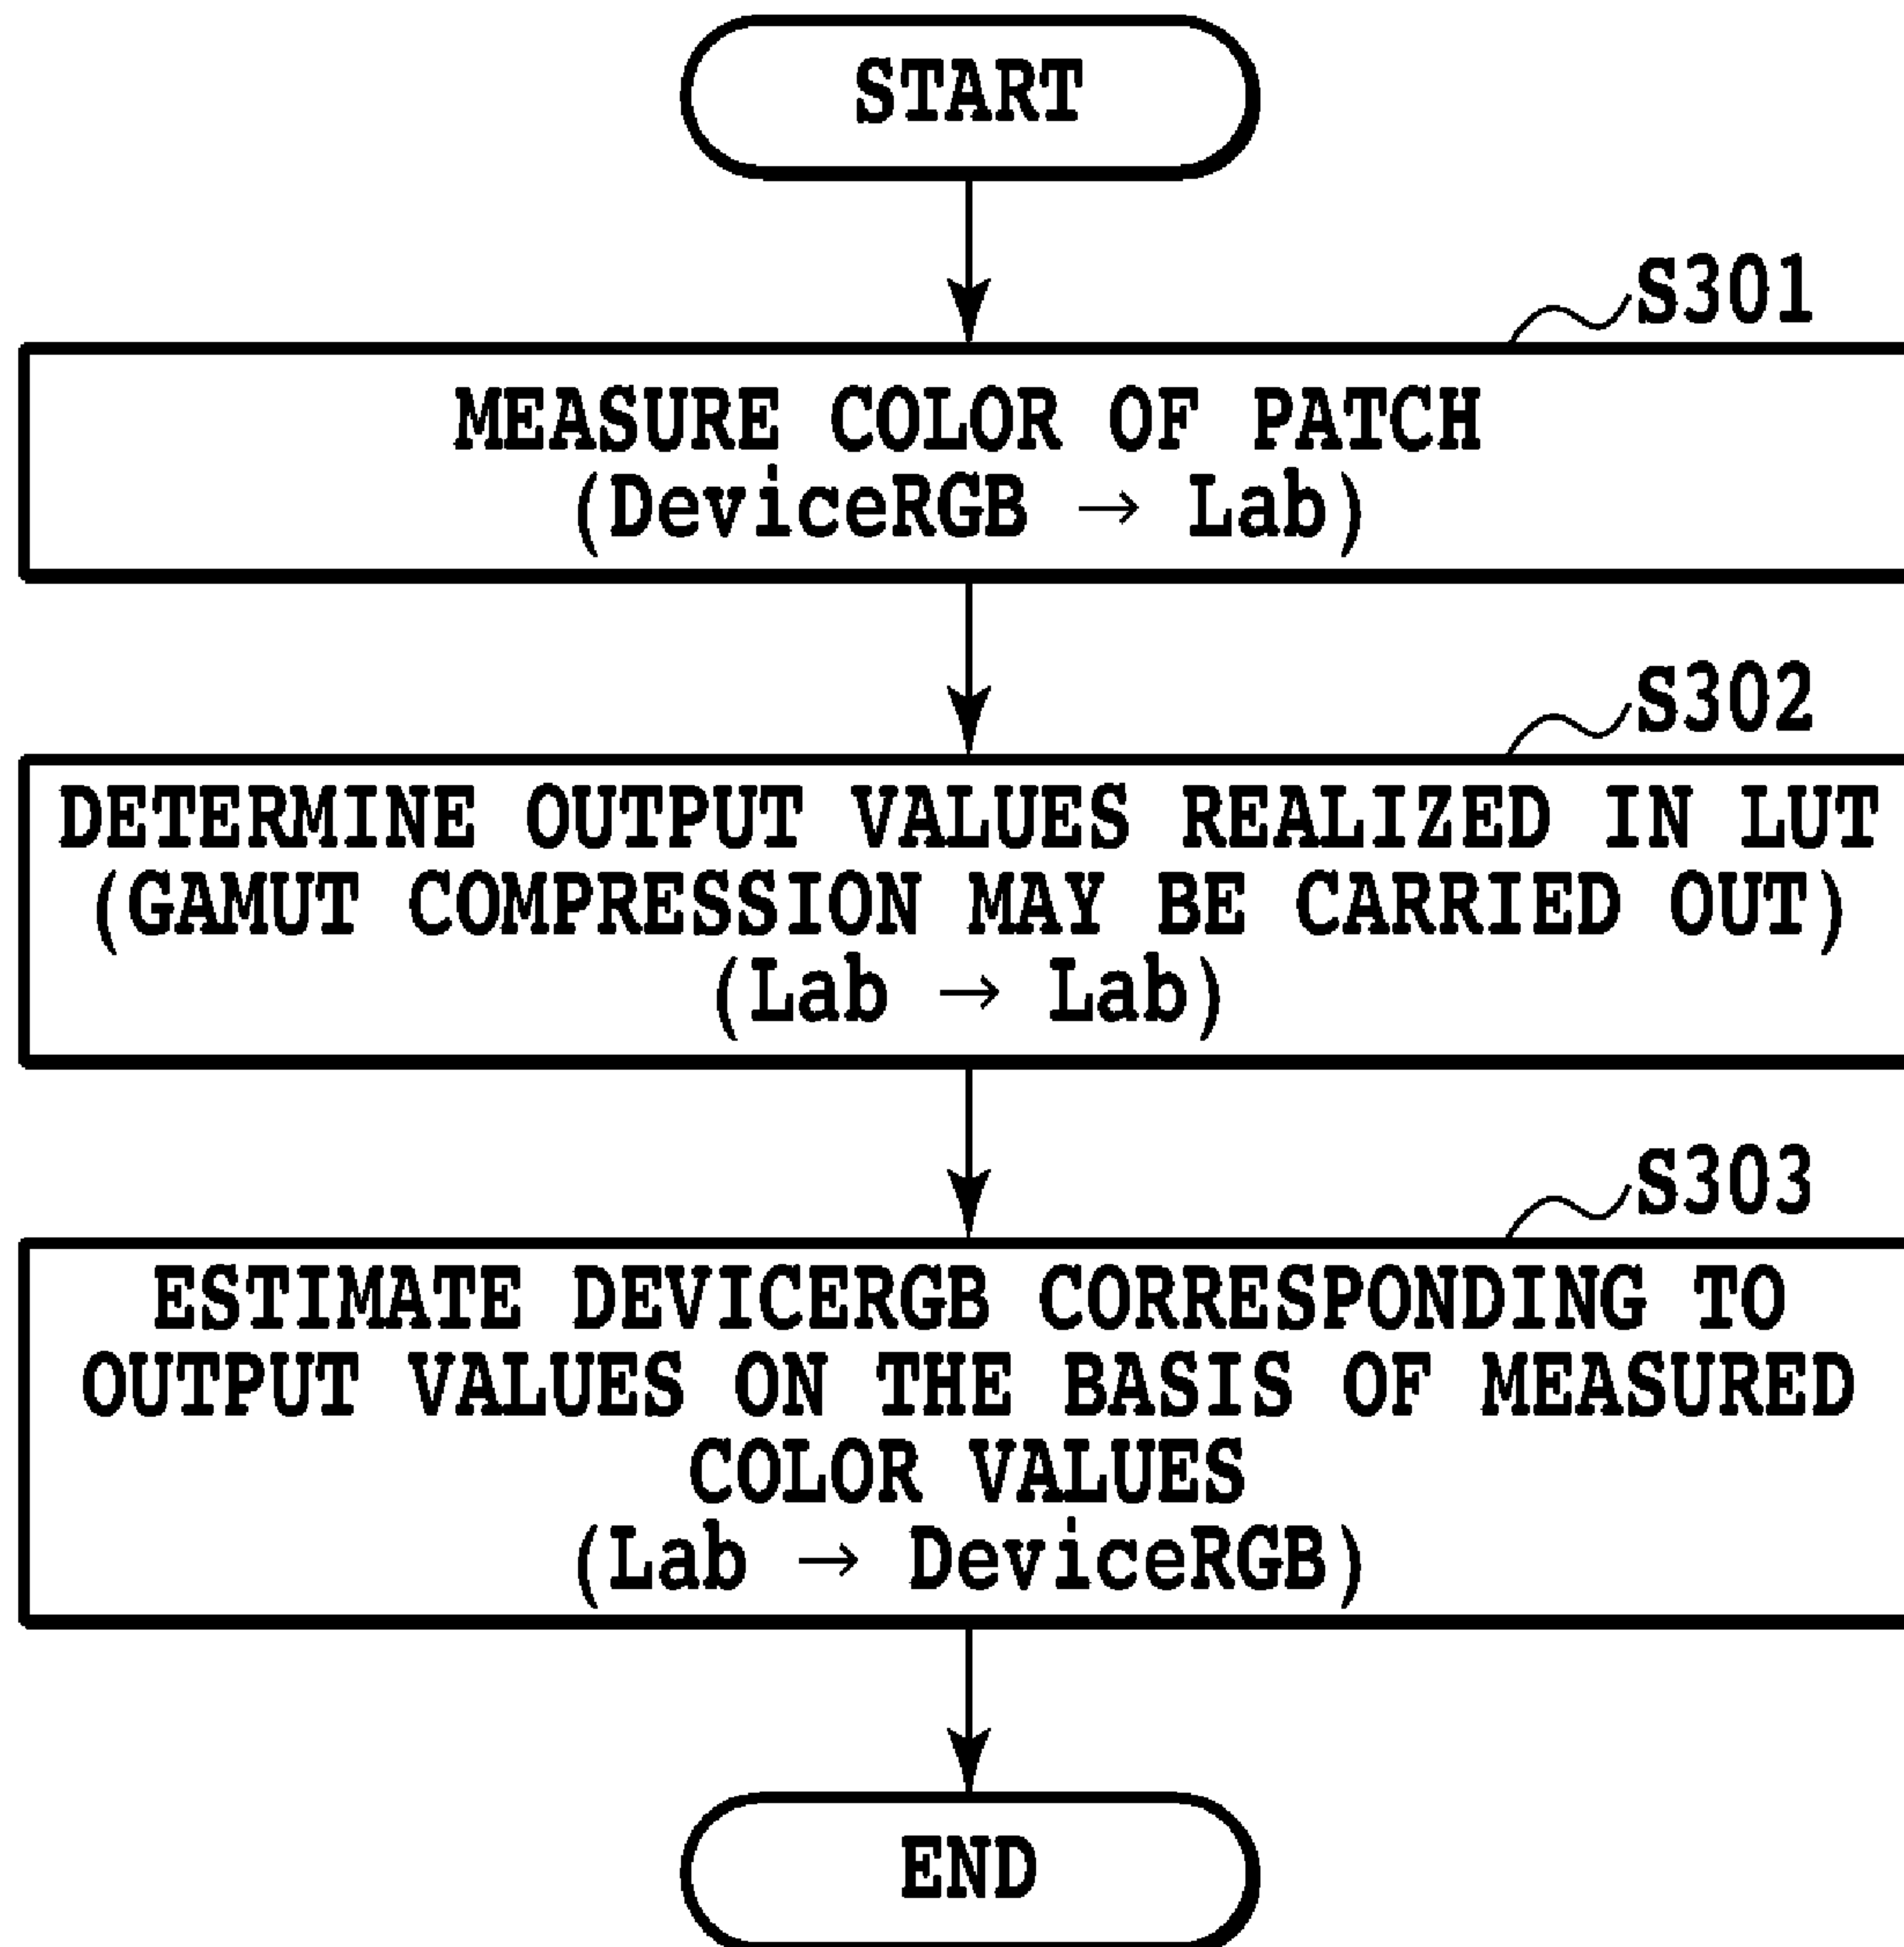 START
S301
MEASURE COLOR OF PATCH
(DeviceRGB → Lab)
S302
DETERMINE OUTPUT VALUES REALIZED IN LUT
(GAMUT COMPRESSION MAY BE CARRIED OUT)
(Lab → Lab)
S303
ESTIMATE DEVICERGB CORRESPONDING TO
OUTPUT VALUES ON THE BASIS OF MEASURED
COLOR VALUES
(Lab → DeviceRGB)
END